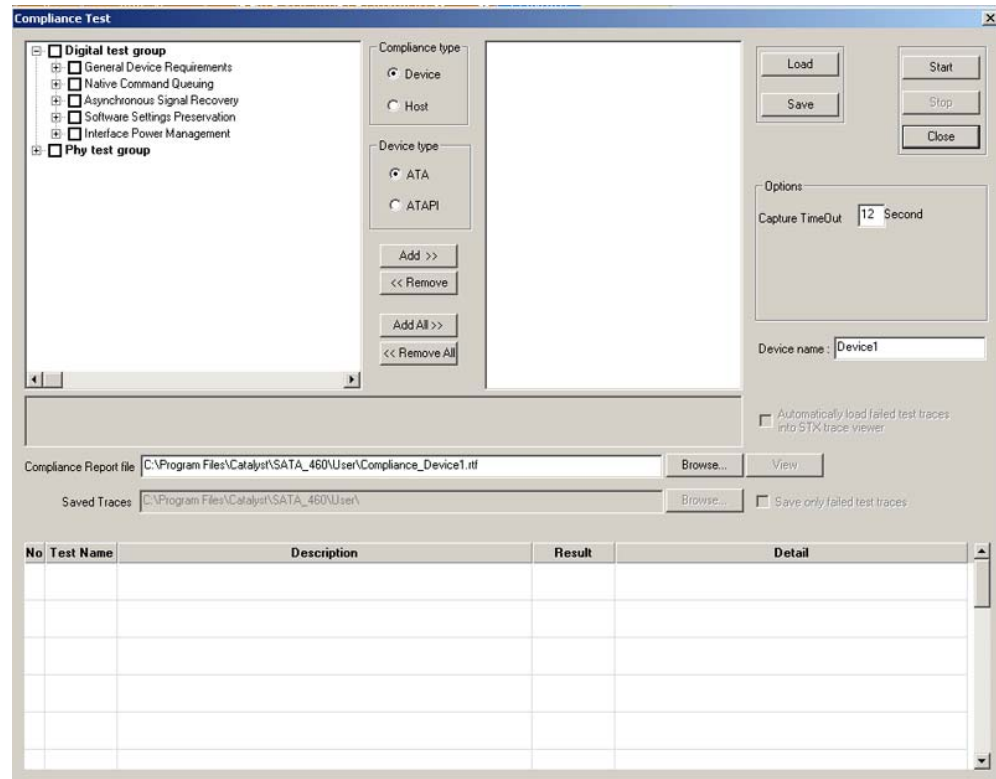 Compliance Test
Digital test group
General Device Requirements
Native Command Queuing
Asynchronous Signal Recovery
Software Settings Preservation
Interface Power Management
Phy test group
Compliance type
Device
Host
Device type
ATA
ATAPI
Add >>
<< Remove
Add All >>
<< Remove All
Load
Save
Start
Stop
Close
Options
Capture TimeOut 12 Second
Device name : Device1
Automatically load failed test traces
into STX trace viewer
Compliance Report file C:\Program Files\Catalyst\SATA_460\User\Compliance_Device1.rtf Browse... View...
Saved Traces C:\Program Files\Catalyst\SATA_460\User\ Browse... Save only failed test traces
No Test Name Description Result Detail